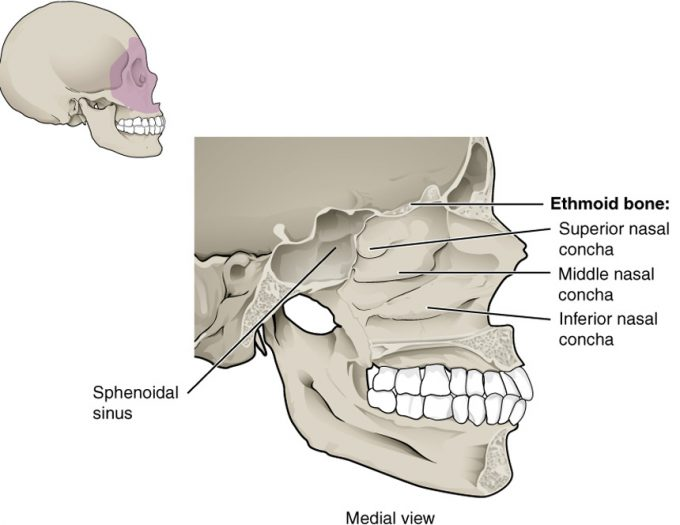 Ethmoid bone:
Superior nasal
concha
Middle nasal
concha
Inferior nasal
concha
Sphenoidal
sinus
Medial view